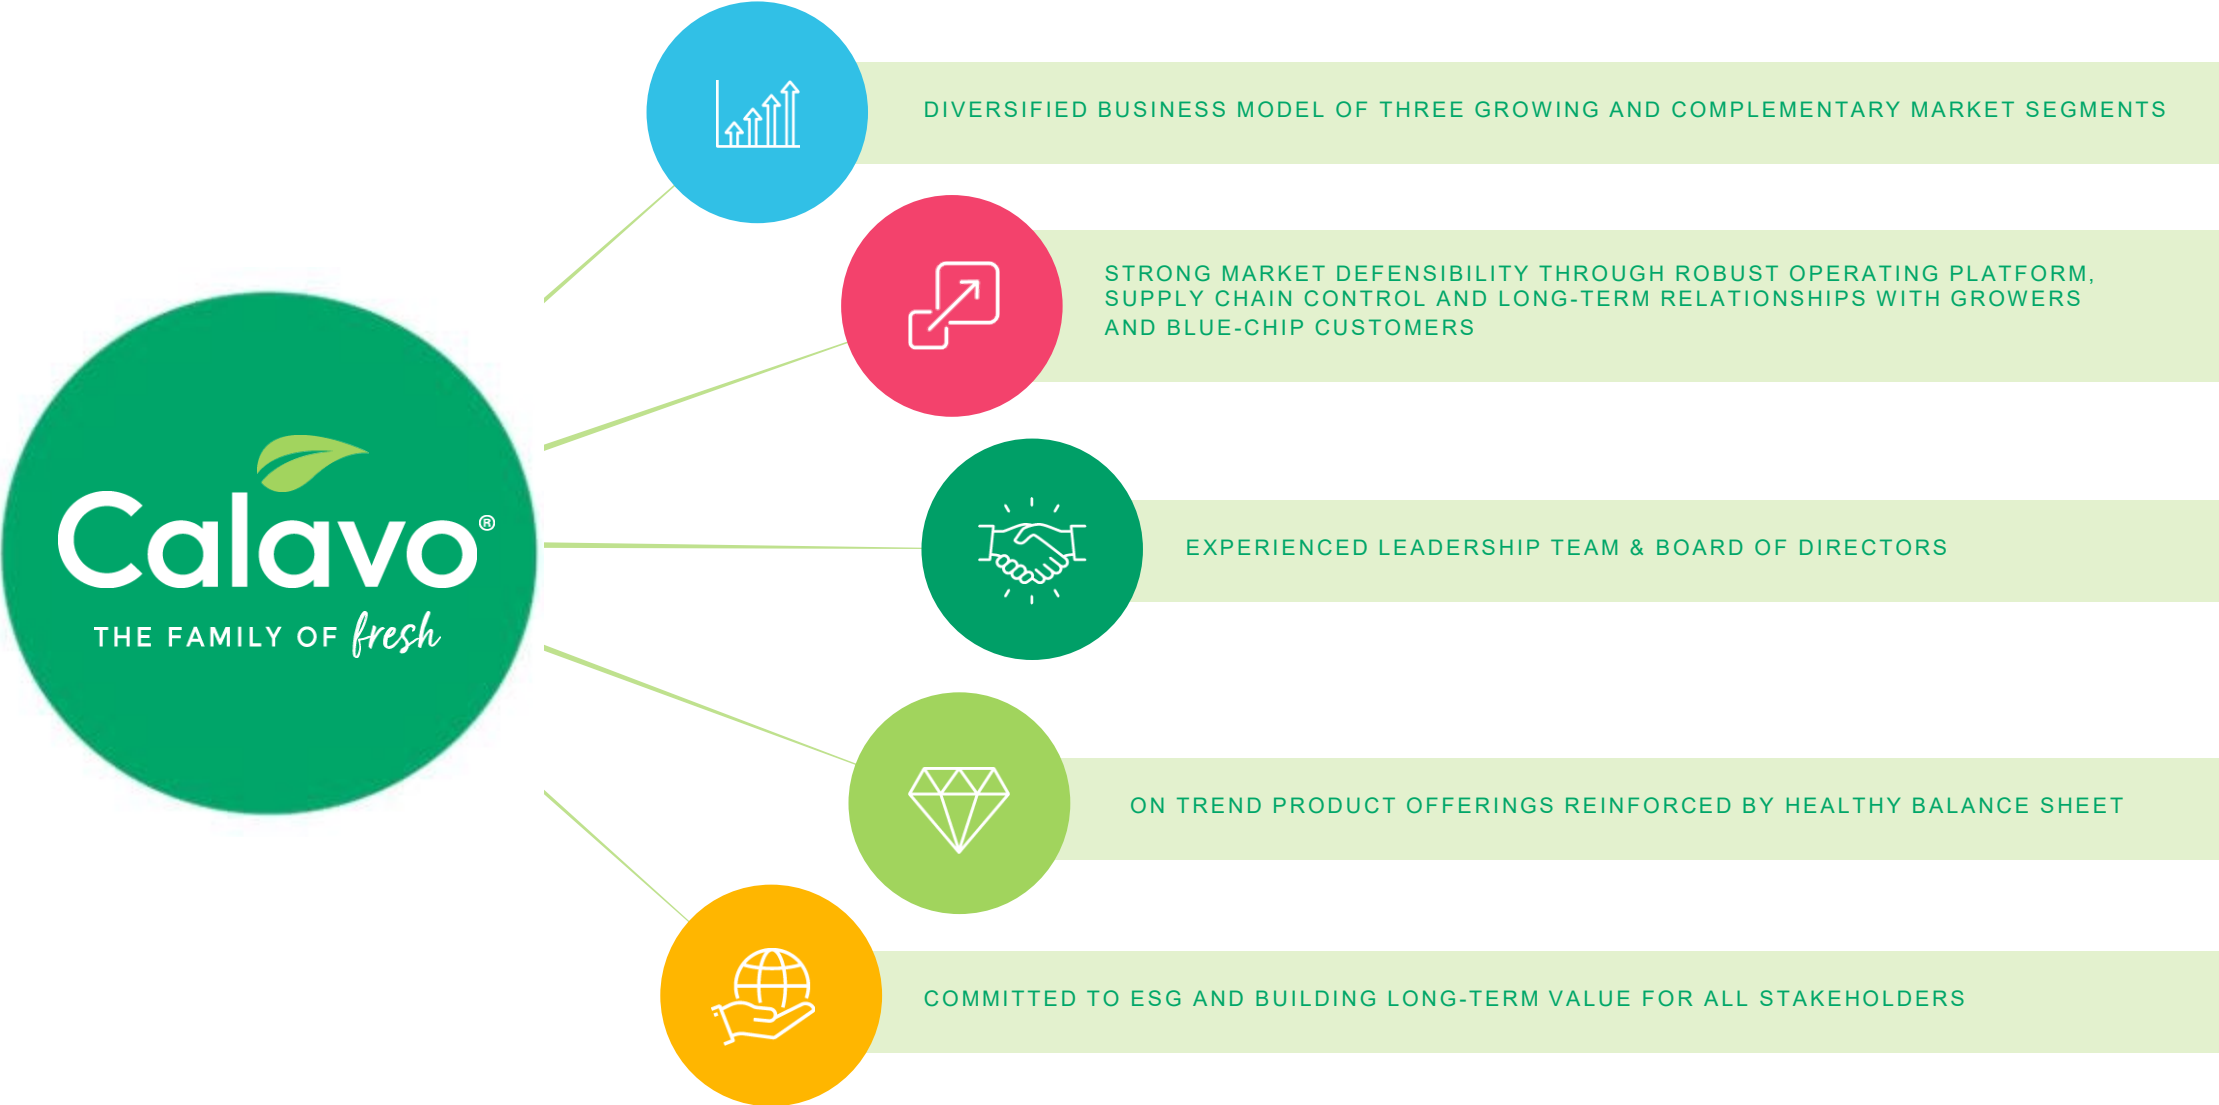 Calavo®
THE FAMILY OF fresh
DIVERSIFIED BUSINESS MODEL OF THREE GROWING AND COMPLEMENTARY MARKET SEGMENTS
STRONG MARKET DEFENSIBILITY THROUGH ROBUST OPERATING PLATFORM,
SUPPLY CHAIN CONTROL AND LONG-TERM RELATIONSHIPS WITH GROWERS
AND BLUE-CHIP CUSTOMERS
EXPERIENCED LEADERSHIP TEAM & BOARD OF DIRECTORS
ON TREND PRODUCT OFFERINGS REINFORCED BY HEALTHY BALANCE SHEET
COMMITTED TO ESG AND BUILDING LONG-TERM VALUE FOR ALL STAKEHOLDERS